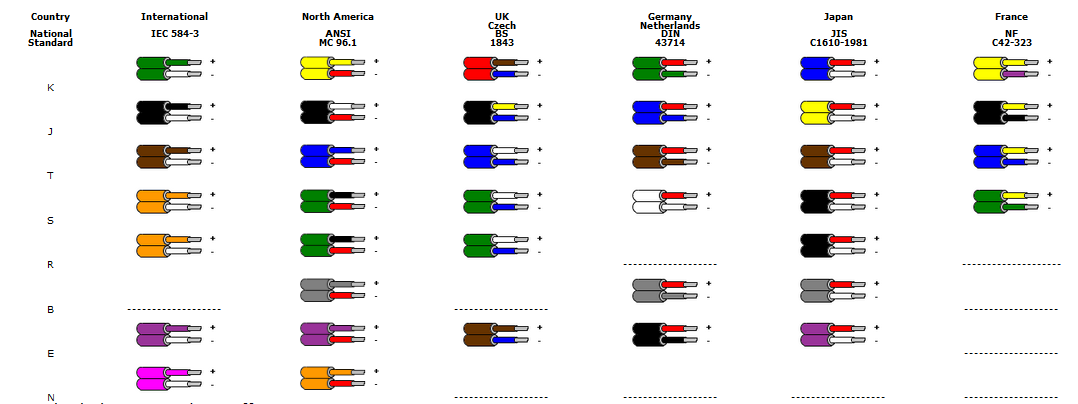 Country International North America UK Germany Japan France
Czech Netherlands
National IEC 584-3 ANSI BS DIN JIS NF
Standard MC 96.1 1843 43714 C1610-1981 C42-323
+ + + + + +
- - - - - -
K
+ + + + + +
- - - - - -
J
+ + + + + +
- - - - - -
T
+ + + + + +
- - - - - -
S
+ + + +
- - - -
R
+ + +
- - -
B
+ + + + +
- - - - -
E
+ +
- -
N